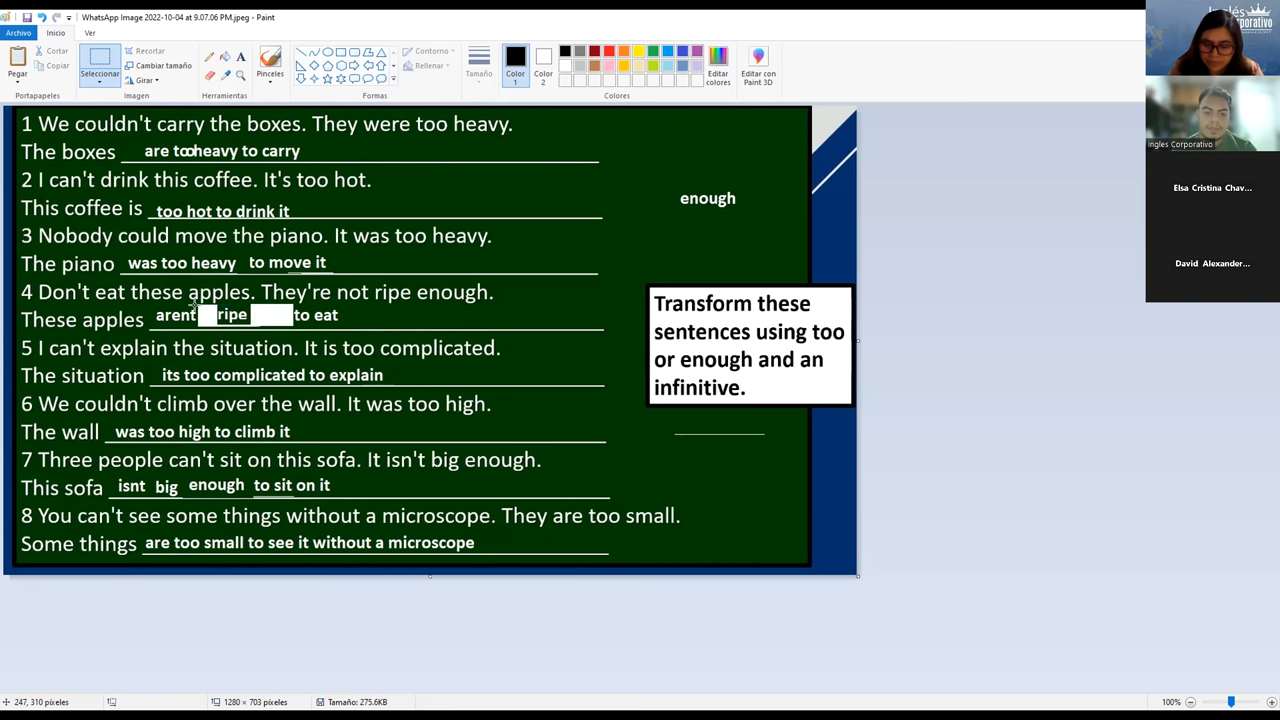 WhatsApp Image 2022-10-04 at 9.07.06 PM.jpeg - Paint
Archivo Inicio Ver
Pegar
Cortar
Copiar
Portapapeles
Seleccionar
Recortar
Cambiar tamaño
Girar
Imagen
Herramientas
Pinceles
Contorno
Rellenar
Formas
Tamaño
Color 1
Color 2
Editar colores
Editar con Paint 3D
Colores
1 We couldn't carry the boxes. They were too heavy.
The boxes are too heavy to carry
2 I can't drink this coffee. It's too hot.
This coffee is too hot to drink it
3 Nobody could move the piano. It was too heavy.
The piano was too heavy to move it
4 Don't eat these apples. They're not ripe enough.
These apples arent ripe to eat
5 I can't explain the situation. It is too complicated.
The situation its too complicated to explain
6 We couldn't climb over the wall. It was too high.
The wall was too high to climb it
7 Three people can't sit on this sofa. It isn't big enough.
This sofa isnt big enough to sit on it
8 You can't see some things without a microscope. They are too small.
Some things are too small to see it without a microscope
enough
Transform these
sentences using too
or enough and an
infinitive.
Inglés
Corporativo
Ingles Corporativo
Elsa Cristina Chav...
David Alexander...
247, 310 píxeles
1280 × 703 píxeles
Tamaño: 275.6KB
100%